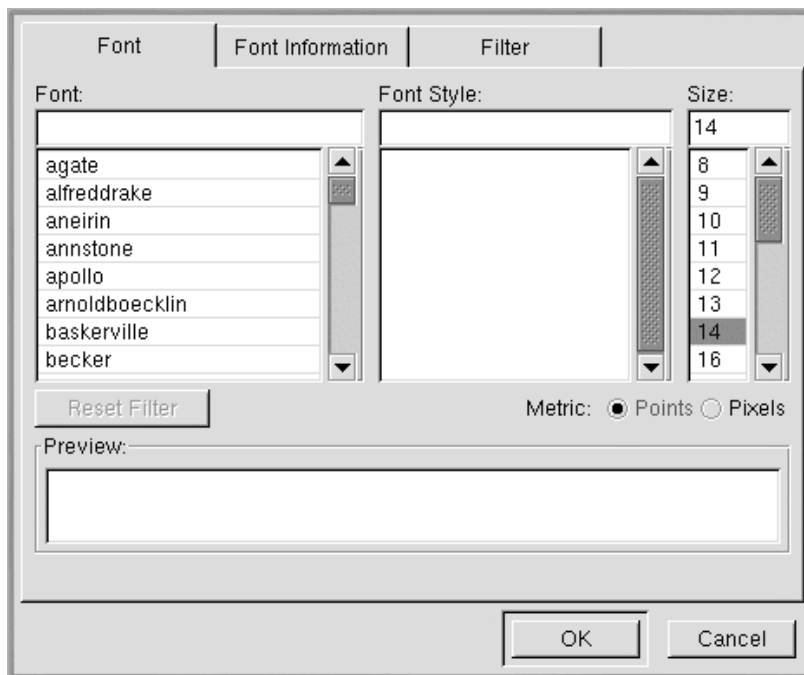 Font Font Information Filter
Font: Font Style: Size:
14
agate
alfreddrake
aneirin
annstone
apollo
arnoldboecklin
baskerville
becker
8
9
10
11
12
13
14
16
Reset Filter Metric: Points Pixels
Preview:
OK Cancel